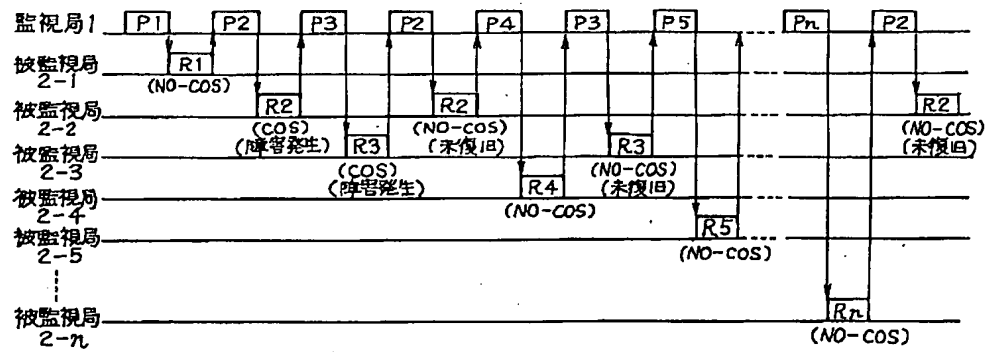 監視局1 P1 P2 P3 P2 P4 P3 P5 Pn P2
被監視局 R1
2-1 (NO-COS)
被監視局 R2 R2 R2
2-2 (COS) (NO-COS) (NO-COS)
(障害発生) (未復旧) (未復旧)
被監視局 R3 R3
2-3 (COS) (NO-COS)
(障害発生) (未復旧)
被監視局 R4
2-4 (NO-COS)
被監視局 R5
2-5 (NO-COS)
被監視局 Rn
2-n (NO-COS)